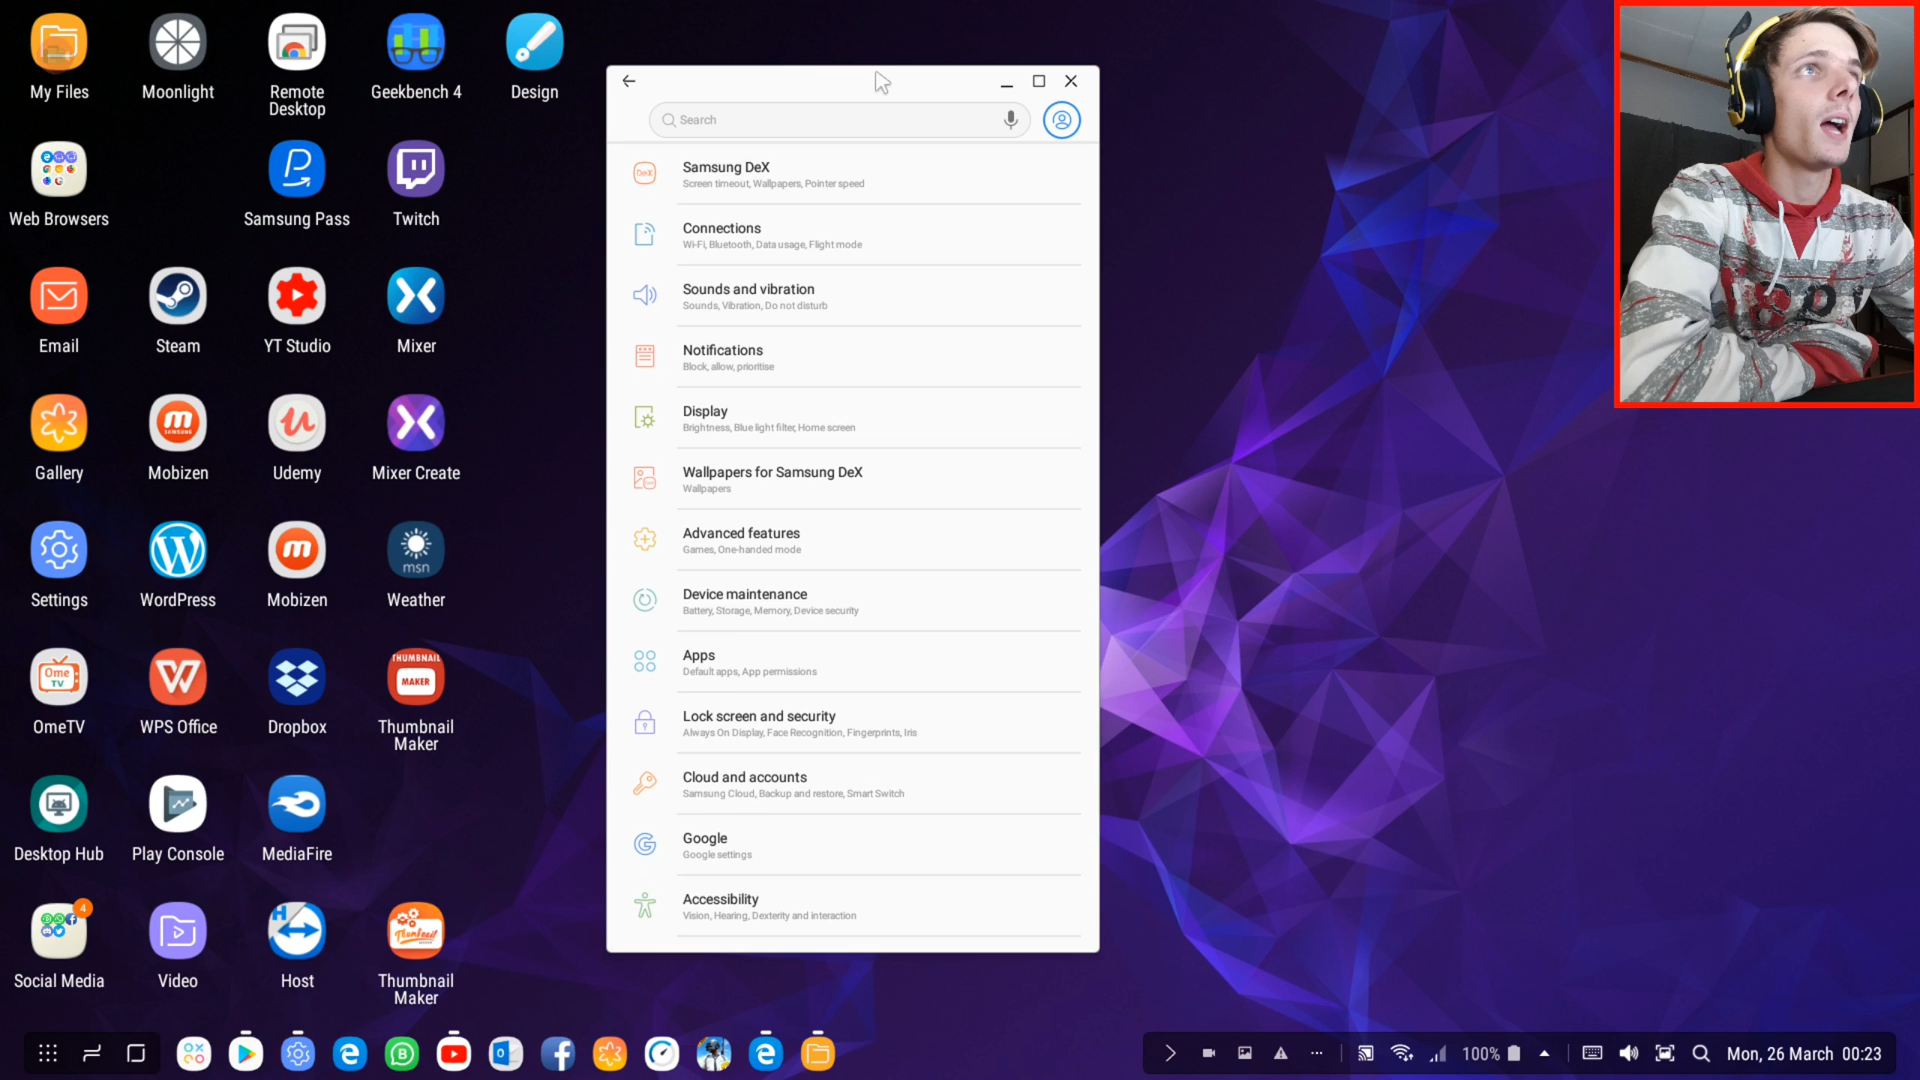 My Files
Moonlight
Remote
Desktop
Geekbench 4
Design
Web Browsers
Samsung Pass
Twitch
Email
Steam
YT Studio
Mixer
Gallery
Mobizen
Udemy
Mixer Create
Settings
WordPress
Mobizen
msn
Weather
Ome
TV
OmeTV
WPS Office
Dropbox
THUMBNAIL
MAKER
Thumbnail
Maker
Desktop Hub
Play Console
MediaFire
4
Social Media
Video
H
Host
Thumbnail
Maker
Search
DeX
Samsung DeX
Screen timeout, Wallpapers, Pointer speed
Connections
Wi-Fi, Bluetooth, Data usage, Flight mode
Sounds and vibration
Sounds, Vibration, Do not disturb
Notifications
Block, allow, prioritise
Display
Brightness, Blue light filter, Home screen
Wallpapers for Samsung DeX
Wallpapers
Advanced features
Games, One-handed mode
Device maintenance
Battery, Storage, Memory, Device security
Apps
Default apps, App permissions
Lock screen and security
Always On Display, Face Recognition, Fingerprints, Iris
Cloud and accounts
Samsung Cloud, Backup and restore, Smart Switch
Google
Google settings
Accessibility
Vision, Hearing, Dexterity and interaction
100%
Mon, 26 March 00:23